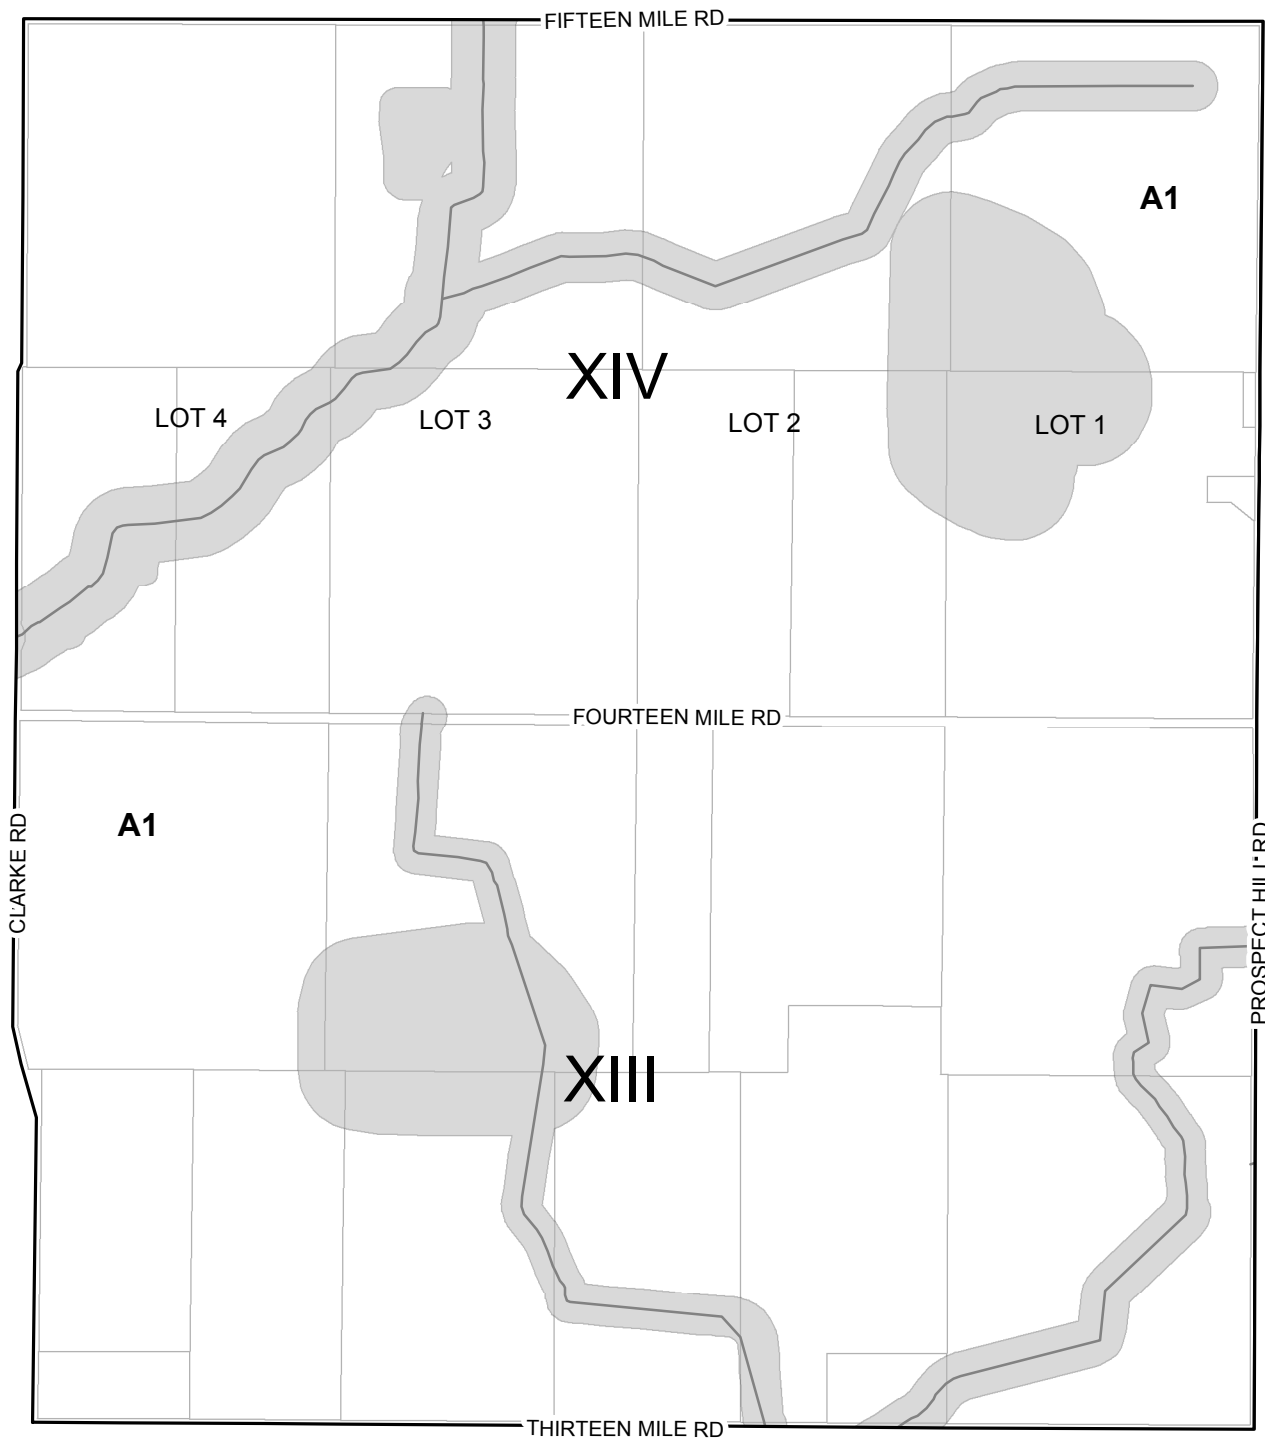 FIFTEEN MILE RD
A1
XIV
LOT 4
LOT 3
LOT 2
LOT 1
FOURTEEN MILE RD
A1
CLARKE RD
PROSPECT HILL RD
XIII
THIRTEEN MILE RD